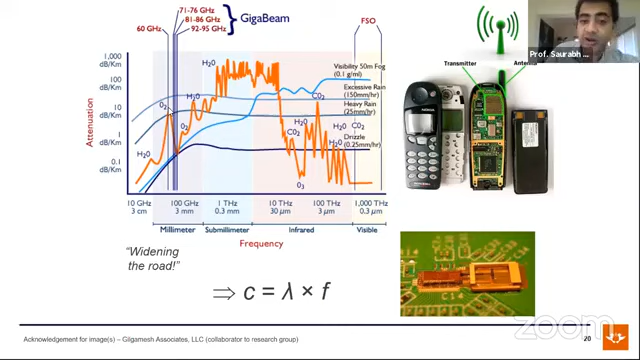 71-76 GHz
81-86 GHz
92-95 GHz
60 GHz
GigaBeam
FSO
Prof. Saurabh ...
Transmitter
Antenna
Attenuation
1,000
dB/Km
100
dB/Km
10
dB/Km
1
dB/Km
0.1
dB/Km
H2O
O2
H2O
O2
H2O
Visibility 50m Fog
(0.1 g/ml)
Excessive Rain
(150mm/hr)
Heavy Rain
(25mm/hr)
Drizzle
(0.25mm/hr)
CO2
H2O
CO2
H2O
CO2
H2O
O3
10 GHz
3 cm
100 GHz
3 mm
1 THz
0.3 mm
10 THz
30 μm
100 THz
3 μm
1,000 THz
0.3 μm
Millimeter
Submillimeter
Infrared
Visible
Frequency
"Widening
the road!"
⇒ c = λ × f
NOKIA
C14
zoom
Acknowledgement for image(s) – Gilgamesh Associates, LLC (collaborator to research group)
20